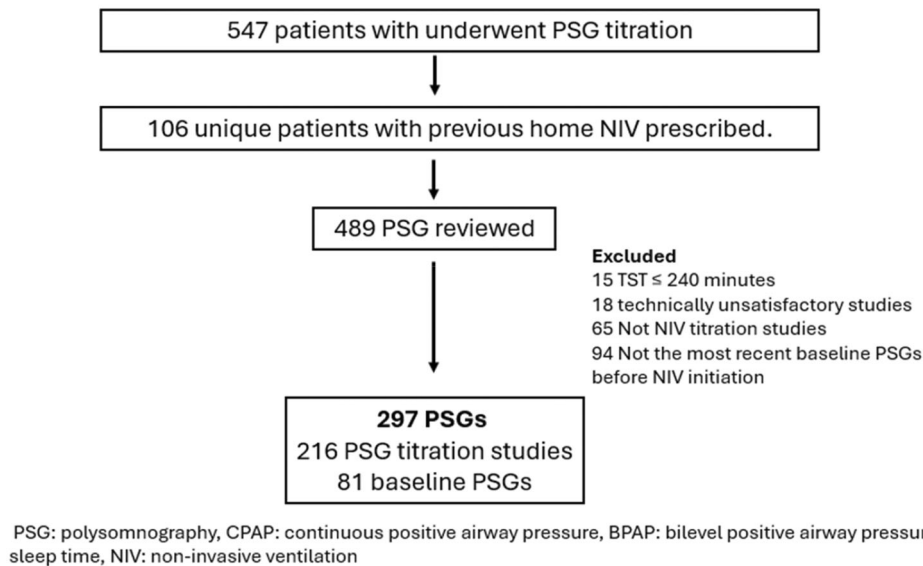 547 patients with underwent PSG titration
106 unique patients with previous home NIV prescribed.
489 PSG reviewed
Excluded
15 TST ≤ 240 minutes
18 technically unsatisfactory studies
65 Not NIV titration studies
94 Not the most recent baseline PSGs
before NIV initiation
297 PSGs
216 PSG titration studies
81 baseline PSGs
PSG: polysomnography, CPAP: continuous positive airway pressure, BPAP: bilevel positive airway
sleep time, NIV: non-invasive ventilation